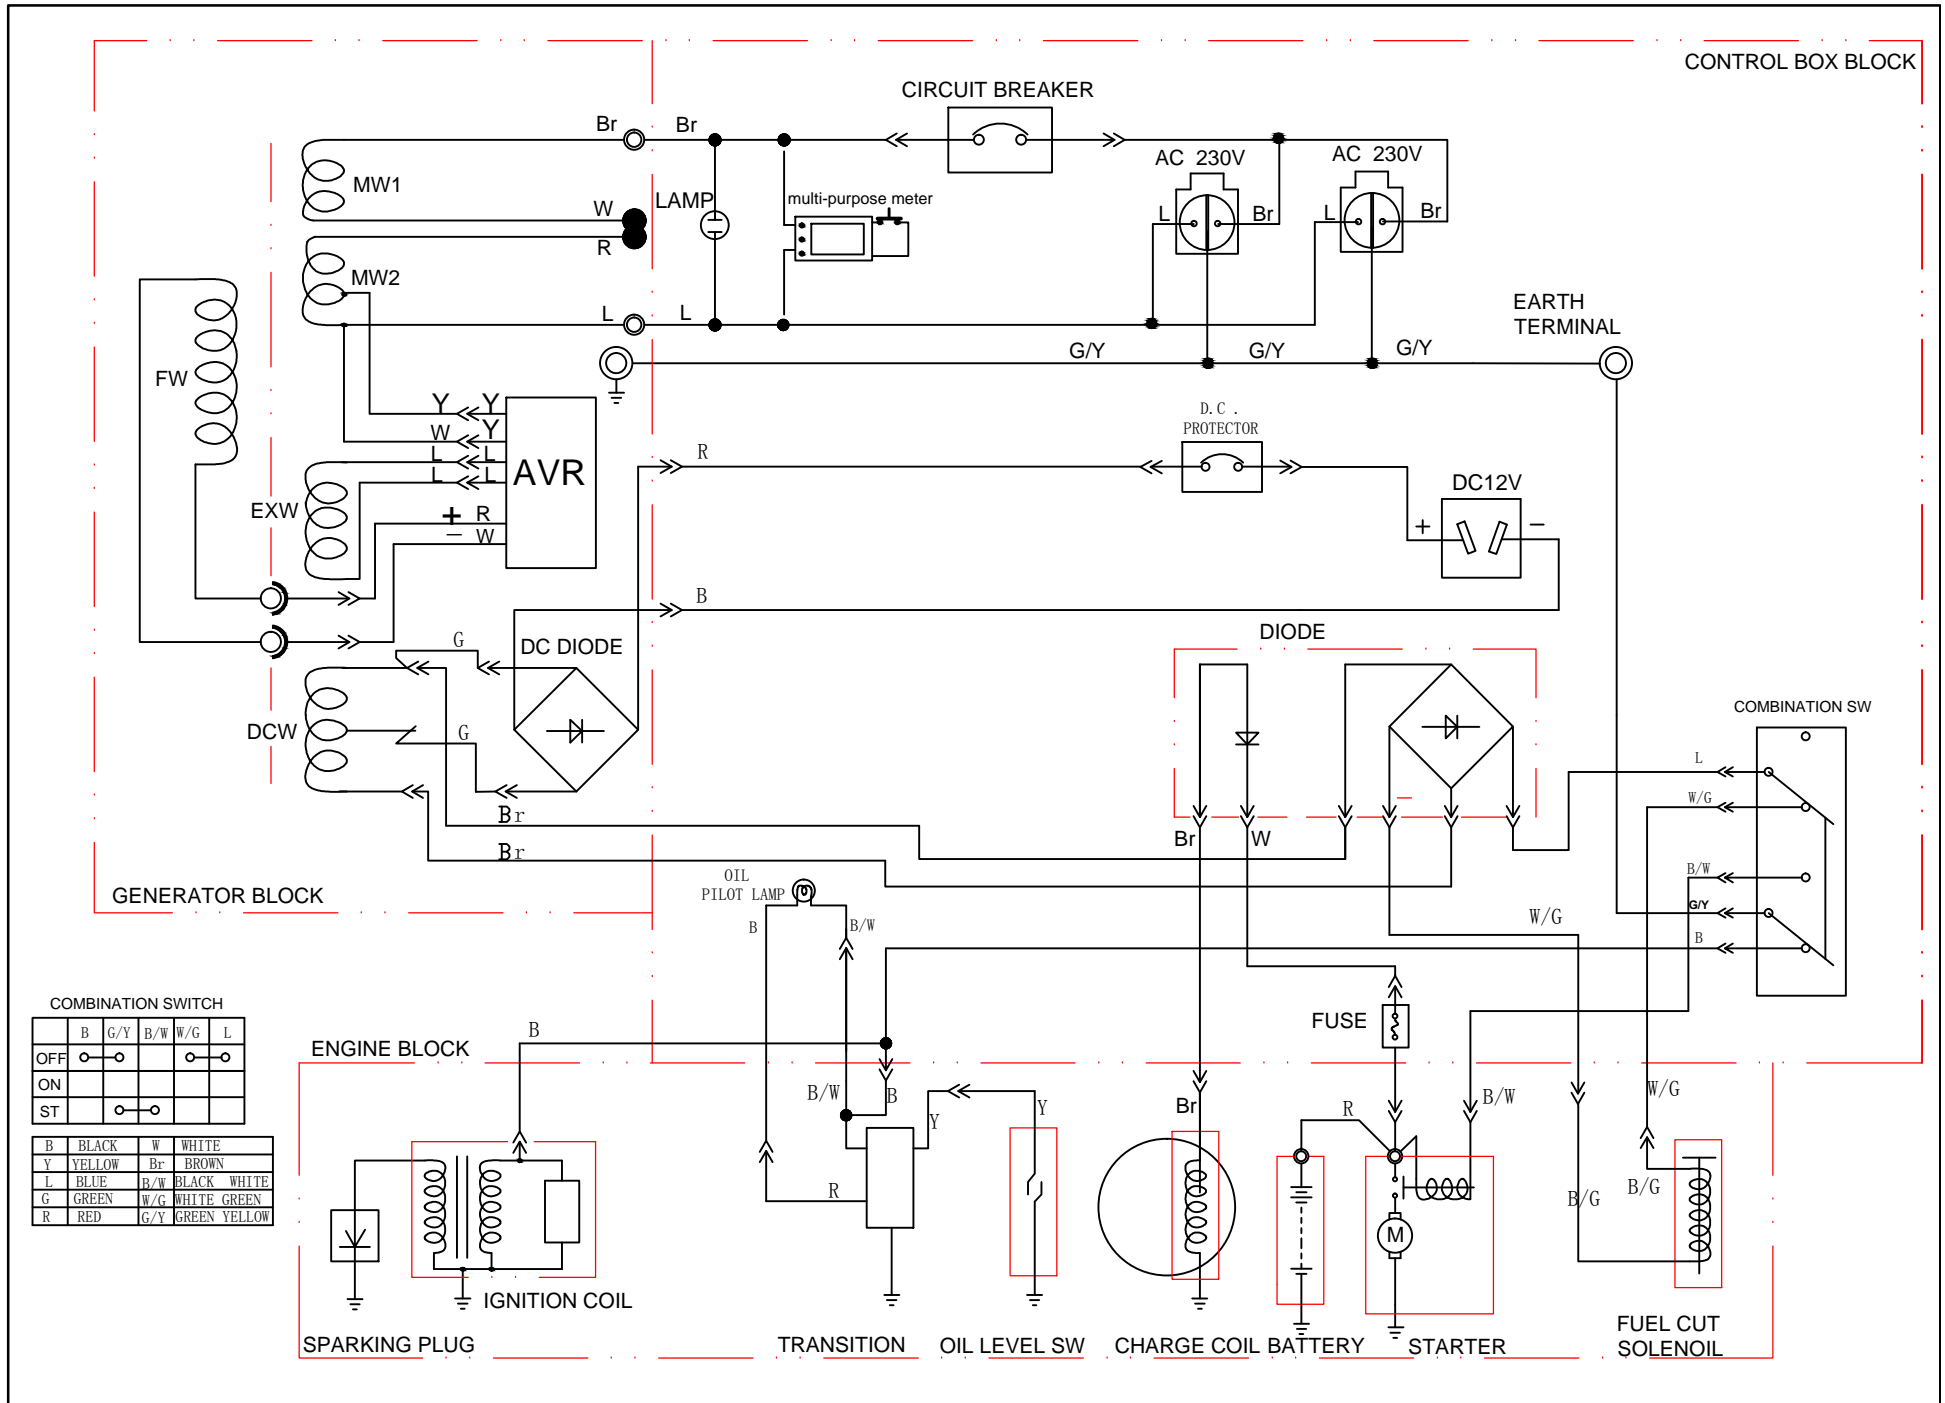 CONTROL BOX BLOCK
CIRCUIT BREAKER
Br
Br
AC 230V
AC 230V
MW1
W
LAMP
multi-purpose meter
L
Br
L
Br
R
MW2
L
L
EARTH
TERMINAL
G/Y
G/Y
G/Y
FW
Y
Y
W
Y
L
L
L
L
AVR
EXW
+
R
−
W
R
D.C .
PROTECTOR
DC12V
+
−
B
G
DC DIODE
DIODE
DCW
G
COMBINATION SW
L
W/G
−
Br
Br
Br
W
B/W
G/Y
B
GENERATOR BLOCK
OIL
PILOT LAMP
B
B/W
W/G
COMBINATION SWITCH
B G/Y B/W W/G L
OFF
ON
ST
B BLACK W WHITE
Y YELLOW Br BROWN
L BLUE B/W BLACK WHITE
G GREEN W/G WHITE GREEN
R RED G/Y GREEN YELLOW
ENGINE BLOCK
B
FUSE
B/W
B
Y
Y
Br
R
B/W
W/G
R
B/G
B/G
M
IGNITION COIL
SPARKING PLUG
TRANSITION
OIL LEVEL SW
CHARGE COIL
BATTERY
STARTER
FUEL CUT
SOLENOIL